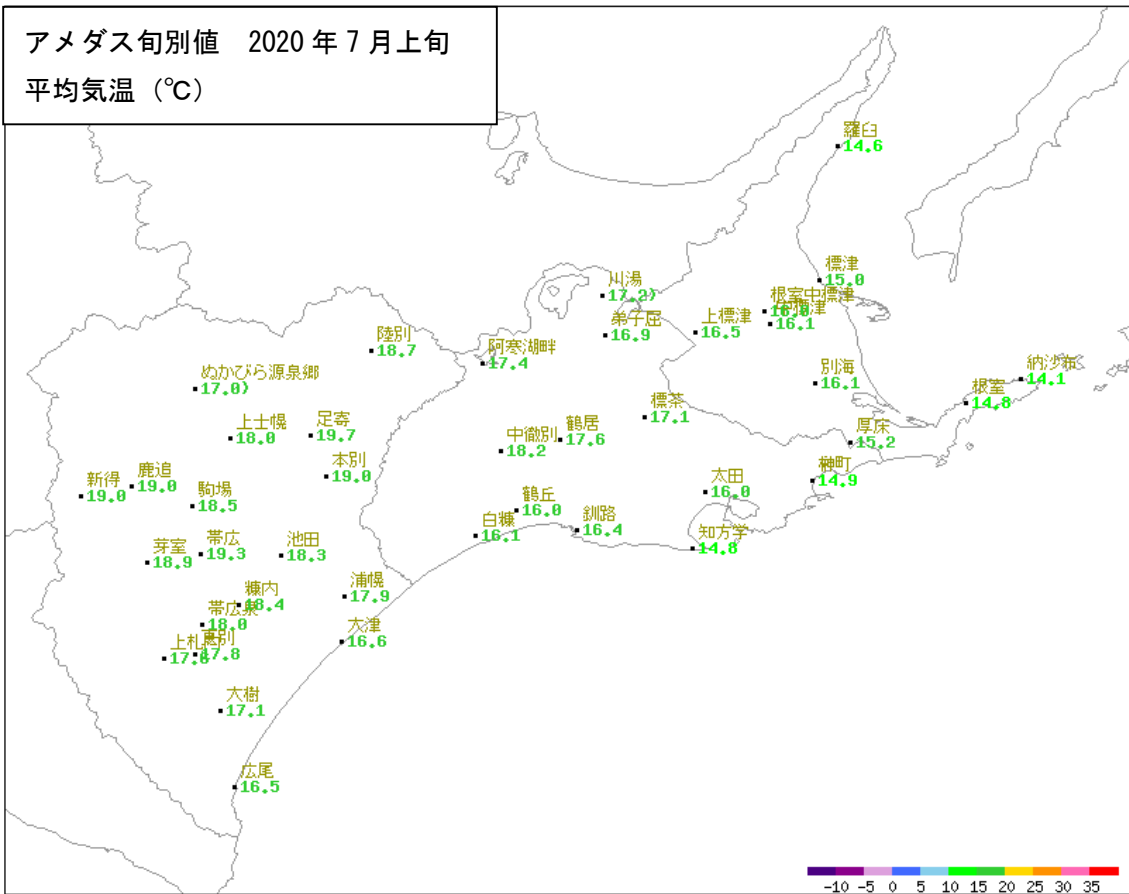 アメダス旬別値　2020年7月上旬
平均気温（℃）
羅臼
14.6
標津
15.0
川湯
17.2)
根室中標津
弟子屈
16.9
上標津
16.5
16.1
陸別
18.7
阿寒湖畔
17.4
ぬかびら源泉郷
17.0)
別海
16.1
納沙布
14.1
根室
14.8
上士幌
18.0
足寄
19.7
標茶
17.1
鶴居
17.6
中徹別
18.2
厚床
15.2
本別
19.0
新得
19.0
鹿追
19.0
駒場
18.5
太田
16.0
榊町
14.9
鶴丘
16.0
白糠
16.1
釧路
16.4
知方学
14.8
芽室
18.9
帯広
19.3
池田
18.3
浦幌
17.9
糠内
18.4
帯広泉
18.0
大津
16.6
上札
17.8
大樹
17.1
広尾
16.5
-10 -5 0 5 10 15 20 25 30 35